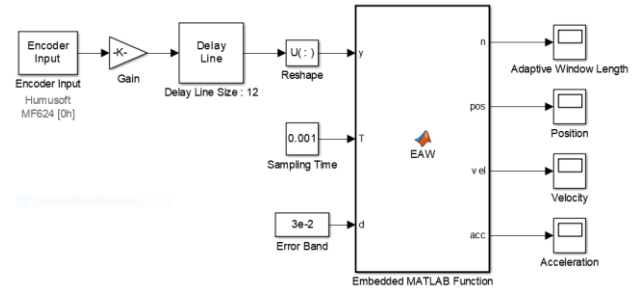 Encoder
Input
Encoder Input
Humusoft
MF624 [0h]
-K-
Gain
Delay
Line
Delay Line Size : 12
U( : )
Reshape
0.001
Sampling Time
3e-2
Error Band
y
T
d
EAW
n
pos
vel
acc
Embedded MATLAB Function
Adaptive Window Length
Position
Velocity
Acceleration